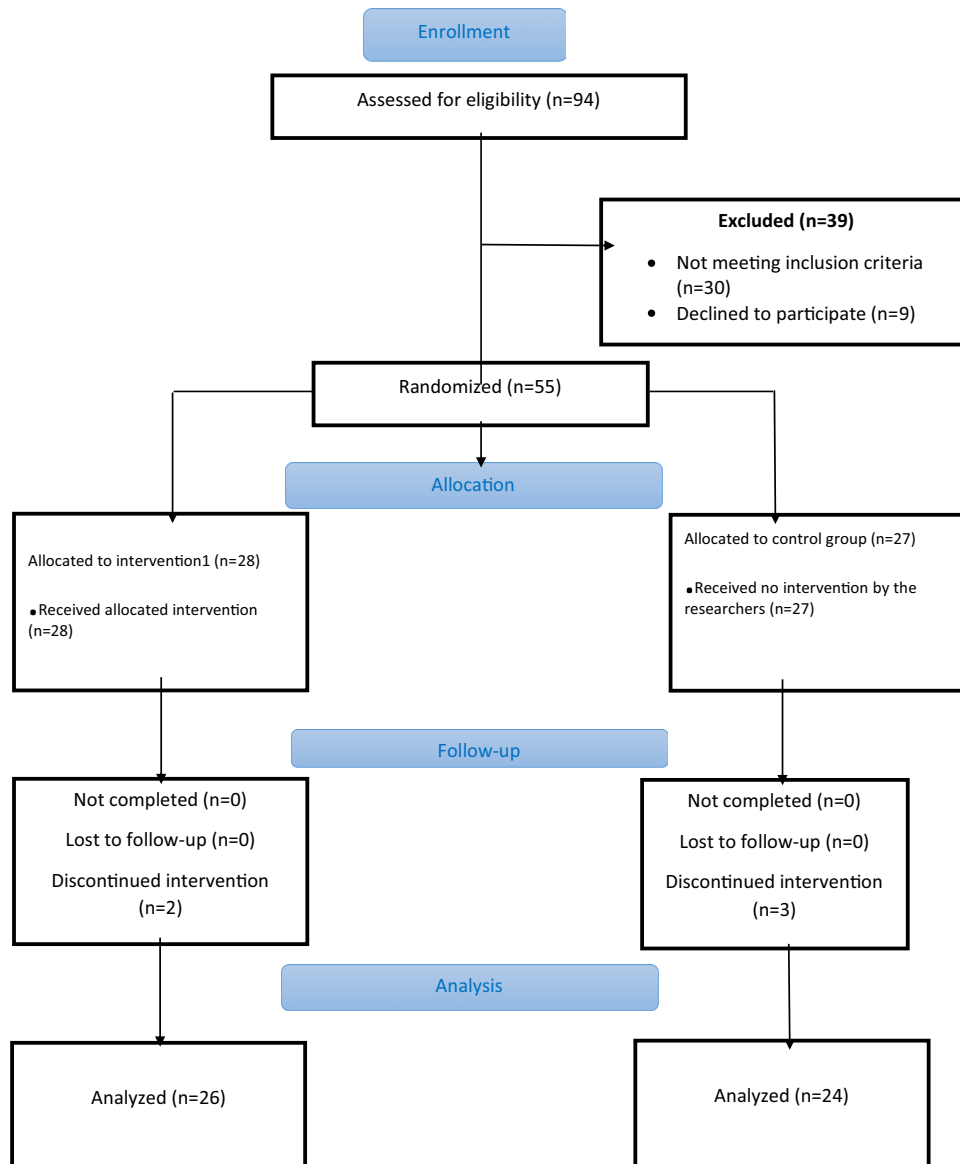 Enrollment
Assessed for eligibility (n=94)
Excluded (n=39)
• Not meeting inclusion criteria
(n=30)
• Declined to participate (n=9)
Randomized (n=55)
Allocation
Allocated to intervention1 (n=28)
▪Received allocated intervention
(n=28)
Allocated to control group (n=27)
▪Received no intervention by the
researchers (n=27)
Follow-up
Not completed (n=0)
Lost to follow-up (n=0)
Discontinued intervention
(n=2)
Not completed (n=0)
Lost to follow-up (n=0)
Discontinued intervention
(n=3)
Analysis
Analyzed (n=26)
Analyzed (n=24)